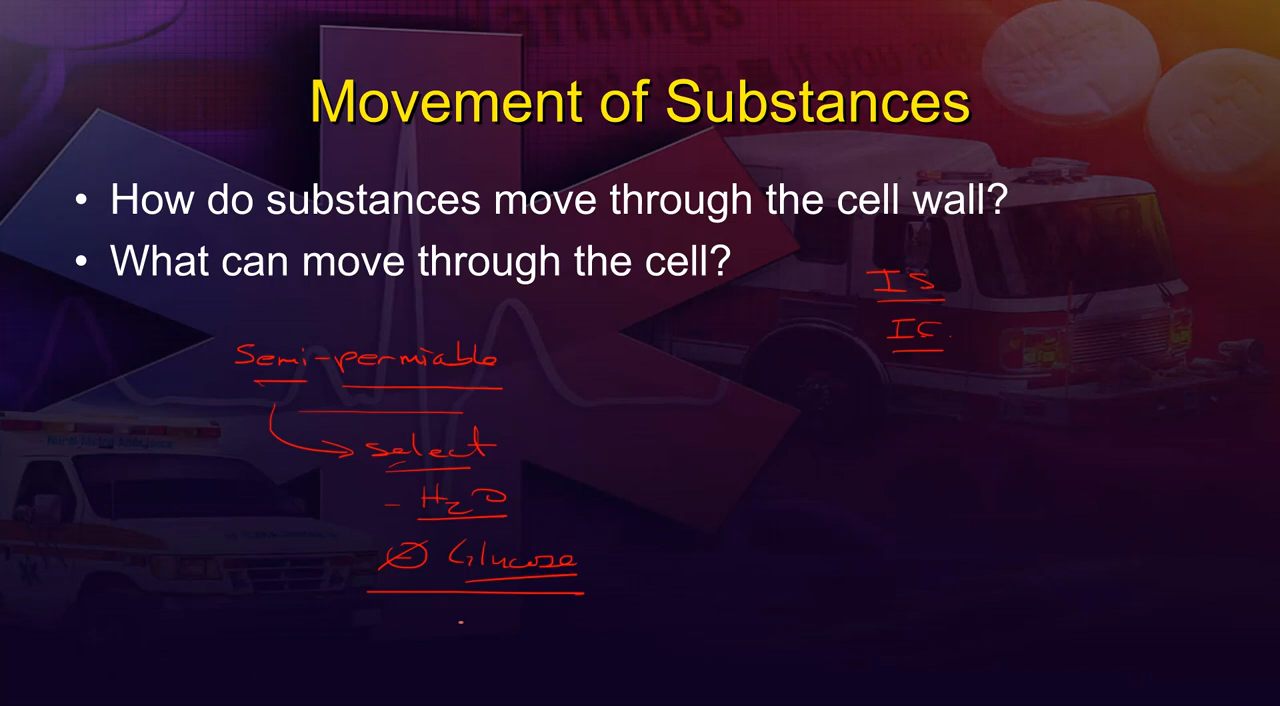 Movement of Substances
• How do substances move through the cell wall?
• What can move through the cell?
IS
IC
Semi-permiable
select
- H2O
Ø Glucose